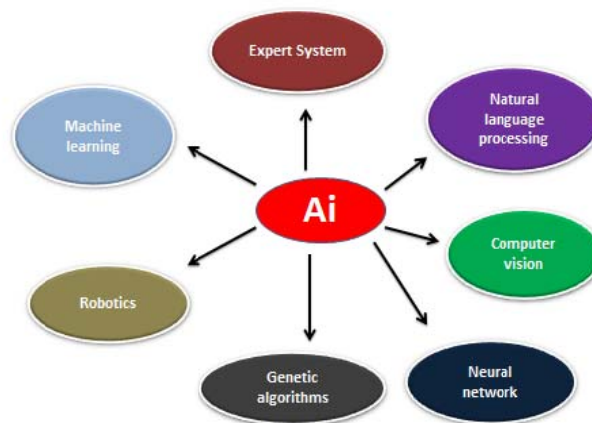 Expert System
Natural
language
processing
Machine
learning
Ai
Computer
vision
Robotics
Genetic
algorithms
Neural
network